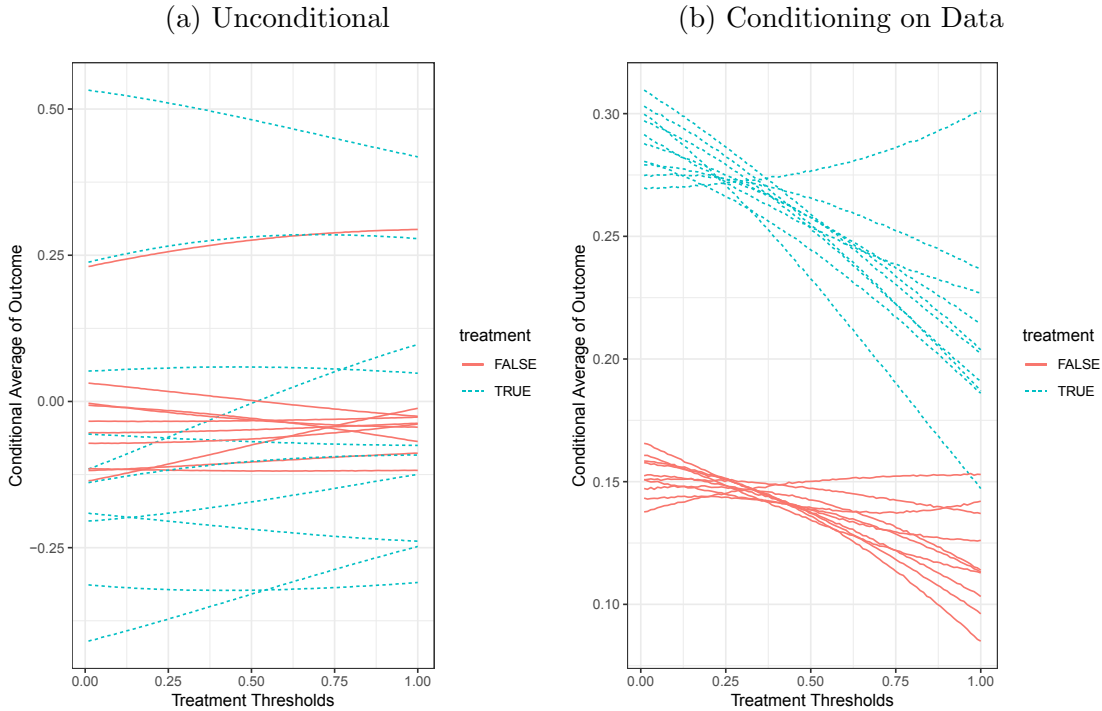 (a) Unconditional
Conditional Average of Outcome
0.50
0.25
0.00
−0.25
0.00 0.25 0.50 0.75 1.00
Treatment Thresholds
treatment
FALSE
TRUE
(b) Conditioning on Data
Conditional Average of Outcome
0.30
0.25
0.20
0.15
0.10
0.00 0.25 0.50 0.75 1.00
Treatment Thresholds
treatment
FALSE
TRUE